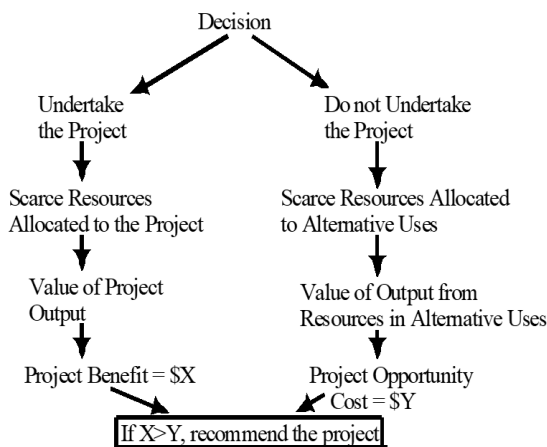 Decision
Undertake
the Project
Do not Undertake
the Project
Scarce Resources
Allocated to the Project
Scarce Resources Allocated
to Alternative Uses
Value of Project
Output
Value of Output from
Resources in Alternative Uses
Project Benefit = $X
Project Opportunity
Cost = $Y
If X>Y, recommend the project